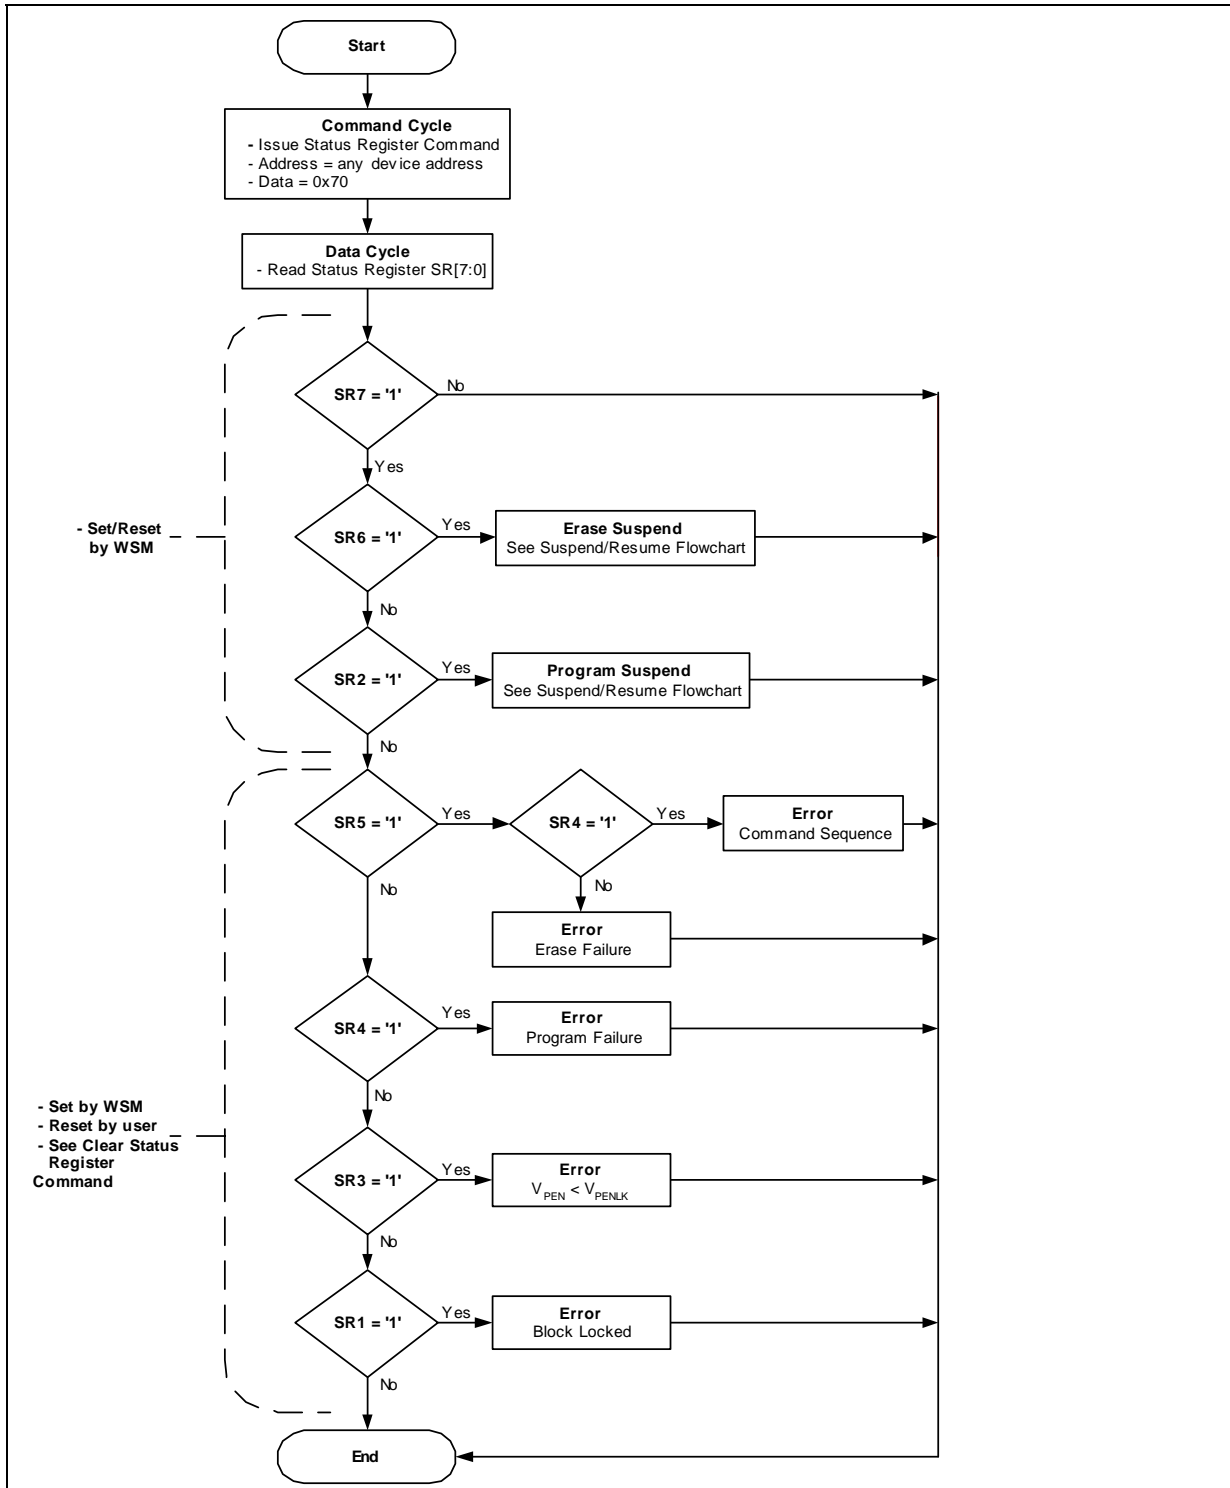 Start
Command Cycle
- Issue Status Register Command
- Address = any device address
- Data = 0x70
Data Cycle
- Read Status Register SR[7:0]
SR7 = '1'
No
Yes
- Set/Reset
by WSM
SR6 = '1'
Yes
Erase Suspend
See Suspend/Resume Flowchart
No
SR2 = '1'
Yes
Program Suspend
See Suspend/Resume Flowchart
No
SR5 = '1'
Yes
SR4 = '1'
Yes
Error
Command Sequence
No
No
Error
Erase Failure
SR4 = '1'
Yes
Error
Program Failure
No
- Set by WSM
- Reset by user
- See Clear Status
Register
Command
SR3 = '1'
Yes
Error
VPEN < VPENLK
No
SR1 = '1'
Yes
Error
Block Locked
No
End